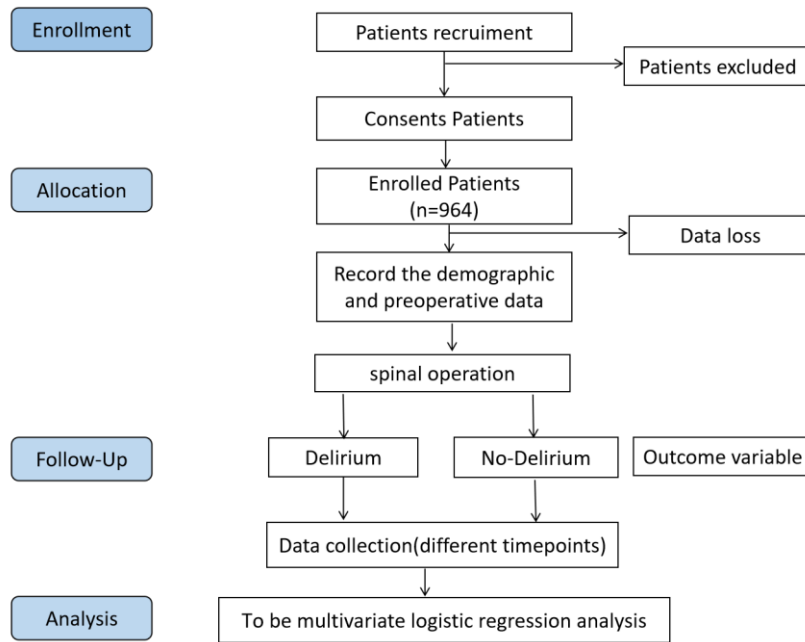 Enrollment
Patients recruiment
Patients excluded
Consents Patients
Allocation
Enrolled Patients
(n=964)
Data loss
Record the demographic
and preoperative data
spinal operation
Follow-Up
Delirium
No-Delirium
Outcome variable
Data collection(different timepoints)
Analysis
To be multivariate logistic regression analysis